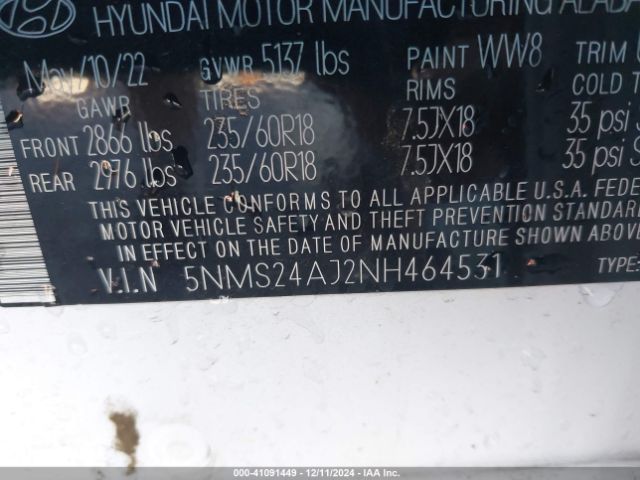 HYUNDAI MOTOR MANUFACTURING
May/10/22 GVWR 5137 lbs PAINT WW8 TRIM
GAWR TIRES RIMS COLD
FRONT 2866 lbs 235/60R18 7.5JX18 35 psi
REAR 2976 lbs 235/60R18 7.5JX18 35 psi
THIS VEHICLE CONFORMS TO ALL APPLICABLE U.S.A. FEDE
MOTOR VEHICLE SAFETY AND THEFT PREVENTION STANDAR
IN EFFECT ON THE DATE OF MANUFACTURE SHOWN ABOVE
V.I.N 5NMS24AJ2NH464531 TYPE:
000-41091449 - 12/11/2024 - IAA, Inc.